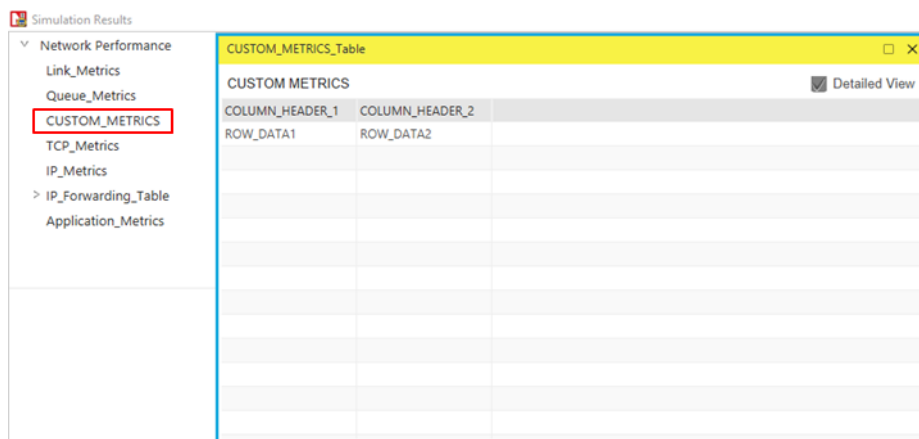 Simulation Results
Network Performance
Link_Metrics
Queue_Metrics
CUSTOM_METRICS
TCP_Metrics
IP_Metrics
IP_Forwarding_Table
Application_Metrics
CUSTOM_METRICS_Table
CUSTOM METRICS
Detailed View
COLUMN_HEADER_1 COLUMN_HEADER_2
ROW_DATA1 ROW_DATA2